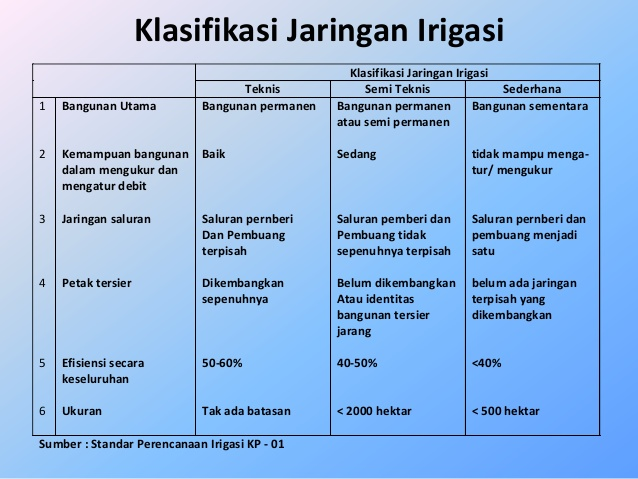 Klasifikasi Jaringan Irigasi
Klasifikasi Jaringan Irigasi
Teknis Semi Teknis Sederhana
1 Bangunan Utama Bangunan permanen Bangunan permanen Bangunan sementara
atau semi permanen
2 Kemampuan bangunan Baik Sedang tidak mampu menga-
dalam mengukur dan tur/ mengukur
mengatur debit
3 Jaringan saluran Saluran pernberi Saluran pemberi dan Saluran pernberi dan
Dan Pembuang Pembuang tidak pembuang menjadi
terpisah sepenuhnya terpisah satu
4 Petak tersier Dikembangkan Belum dikembangkan belum ada jaringan
sepenuhnya Atau identitas terpisah yang
bangunan tersier dikembangkan
jarang
5 Efisiensi secara 50-60% 40-50% <40%
keseluruhan
6 Ukuran Tak ada batasan < 2000 hektar < 500 hektar
Sumber : Standar Perencanaan Irigasi KP - 01